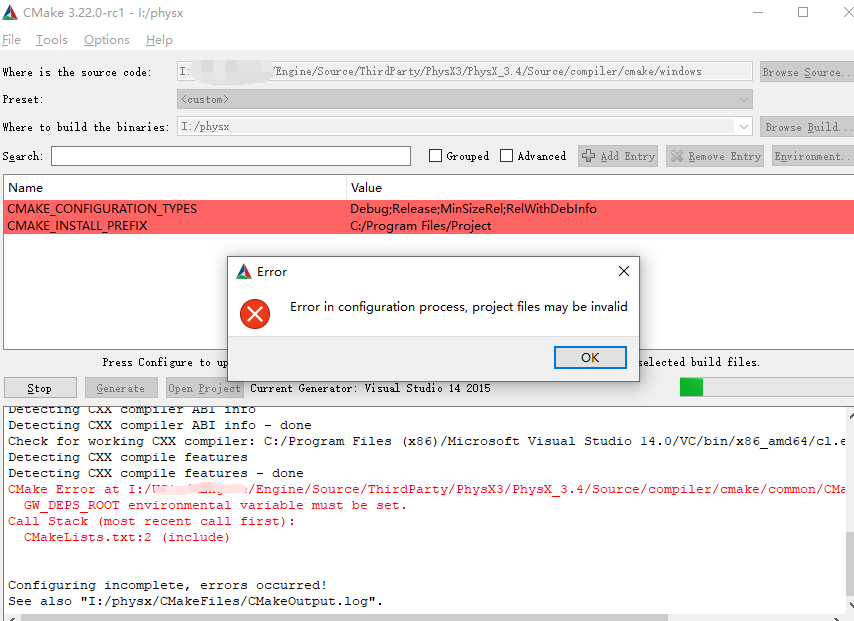 CMake 3.22.0-rc1 - I:/physx
File Tools Options Help
Where is the source code: I: /Engine/Source/ThirdParty/PhysX3/PhysX_3.4/Source/compiler/cmake/windows Browse Source..
Preset: <custom>
Where to build the binaries: I:/physx Browse Build...
Search: Grouped Advanced Add Entry Remove Entry Environment..
Name Value
CMAKE_CONFIGURATION_TYPES Debug;Release;MinSizeRel;RelWithDebInfo
CMAKE_INSTALL_PREFIX C:/Program Files/Project
Error
Error in configuration process, project files may be invalid
OK
Press Configure to up selected build files.
Stop Generate Open Project Current Generator: Visual Studio 14 2015
Detecting CXX compiler ABI info
Detecting CXX compiler ABI info - done
Check for working CXX compiler: C:/Program Files (x86)/Microsoft Visual Studio 14.0/VC/bin/x86_amd64/cl.e
Detecting CXX compile features
Detecting CXX compile features - done
CMake Error at I:/ /Engine/Source/ThirdParty/PhysX3/PhysX_3.4/Source/compiler/cmake/common/CMa
GW_DEPS_ROOT environmental variable must be set.
Call Stack (most recent call first):
CMakeLists.txt:2 (include)
Configuring incomplete, errors occurred!
See also "I:/physx/CMakeFiles/CMakeOutput.log".